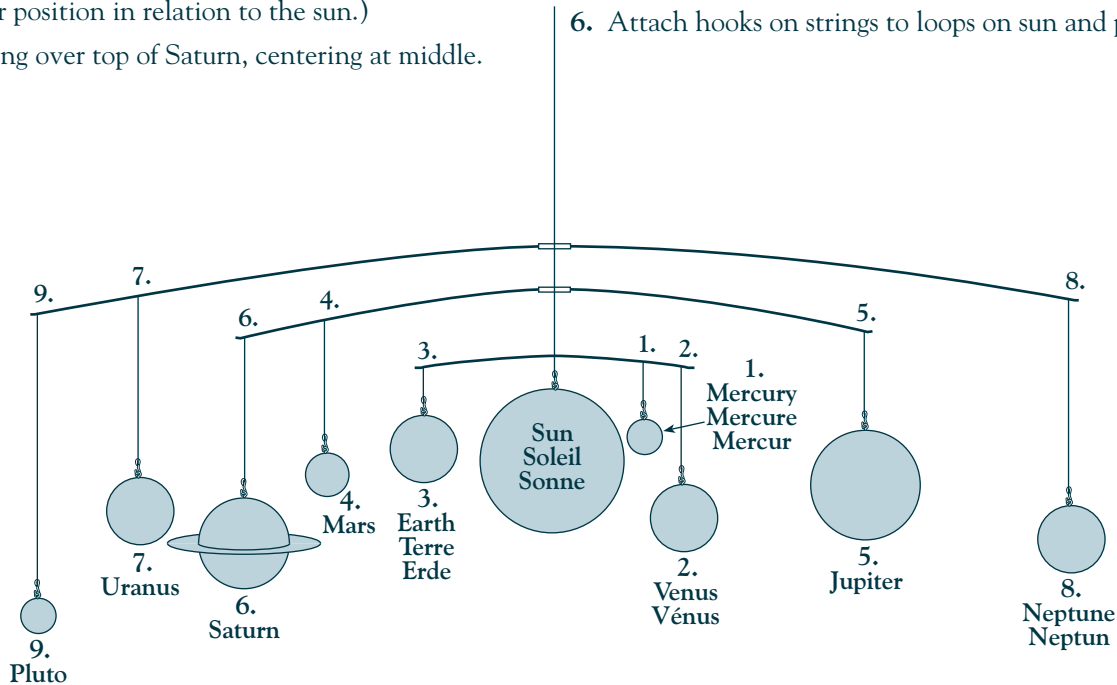 r position in relation to the sun.)
ng over top of Saturn, centering at middle.
6. Attach hooks on strings to loops on sun and p
9.
7.
6.
4.
3.
1.
2.
5.
8.
1.
Mercury
Mercure
Mercur
Sun
Soleil
Sonne
4.
Mars
3.
Earth
Terre
Erde
7.
Uranus
6.
Saturn
2.
Venus
Vénus
5.
Jupiter
8.
Neptune
Neptun
9.
Pluto